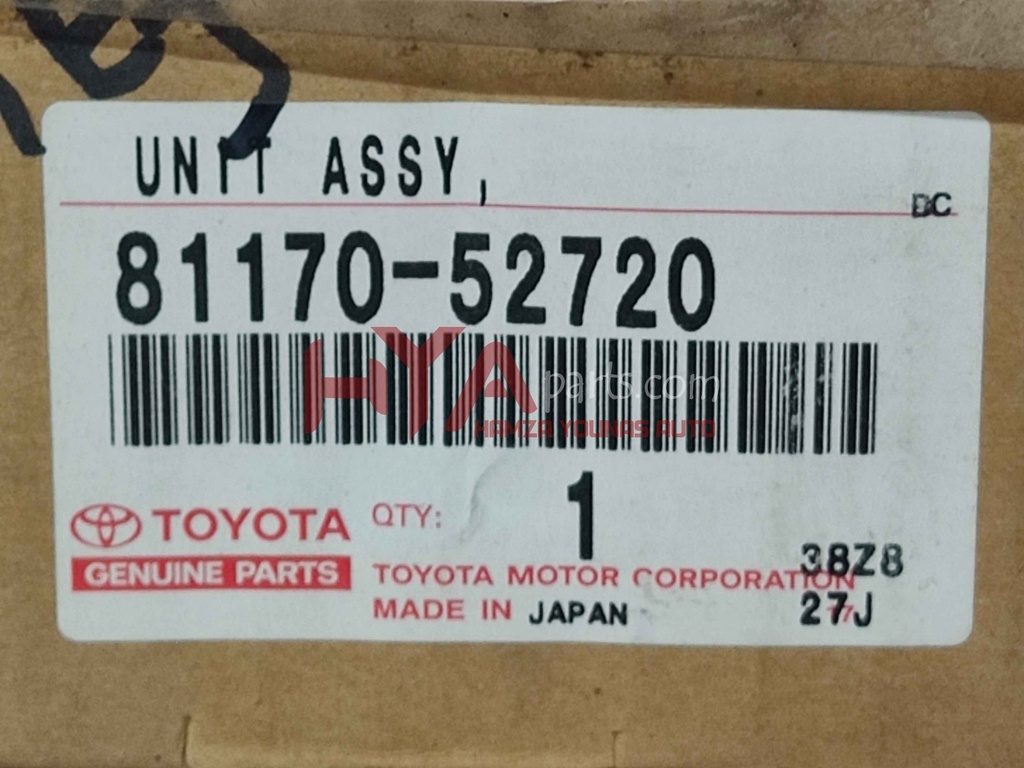 UNIT ASSY,
DC
81170-52720
HYA parts.com
HAMZA YOUNAS AUTO
TOYOTA
GENUINE PARTS
QTY: 1
TOYOTA MOTOR CORPORATION
MADE IN JAPAN
38Z8
27J